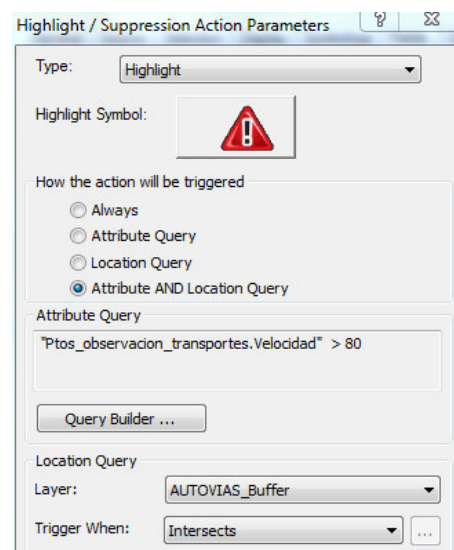 Highlight / Suppression Action Parameters
Type: Highlight
Highlight Symbol:
How the action will be triggered
Always
Attribute Query
Location Query
Attribute AND Location Query
Attribute Query
"Ptos_observacion_transportes.Velocidad" > 80
Query Builder ...
Location Query
Layer: AUTOVIAS_Buffer
Trigger When: Intersects ...